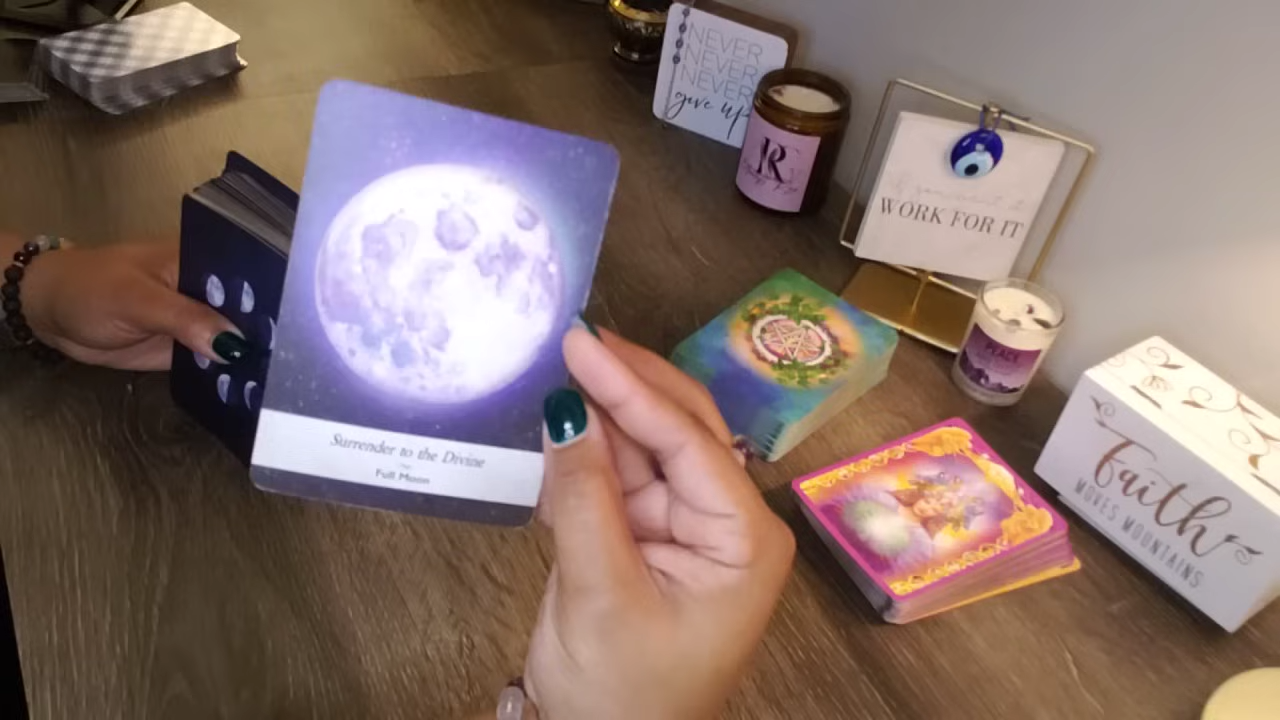 NEVER
NEVER
NEVER
give up
R
WORK FOR IT
PEACE
Faith
MOVES MOUNTAINS
Surrender to the Divine
~
Full Moon